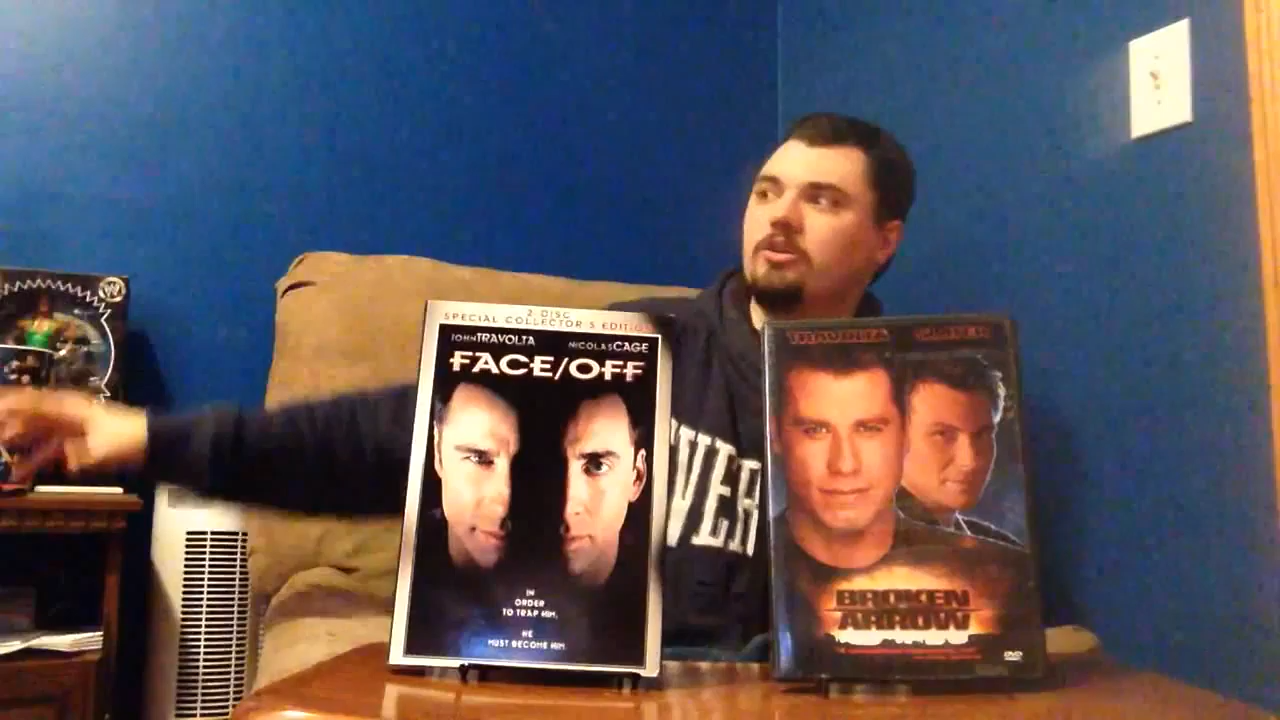 2 DISC
SPECIAL COLLECTOR'S EDITION
JOHN TRAVOLTA NICOLAS CAGE
FACE/OFF
IN
ORDER
TO TRAP HIM,
HE
MUST BECOME HIM.
VER
TRAVOLTA SLATER
BROKEN
ARROW
DVD
W